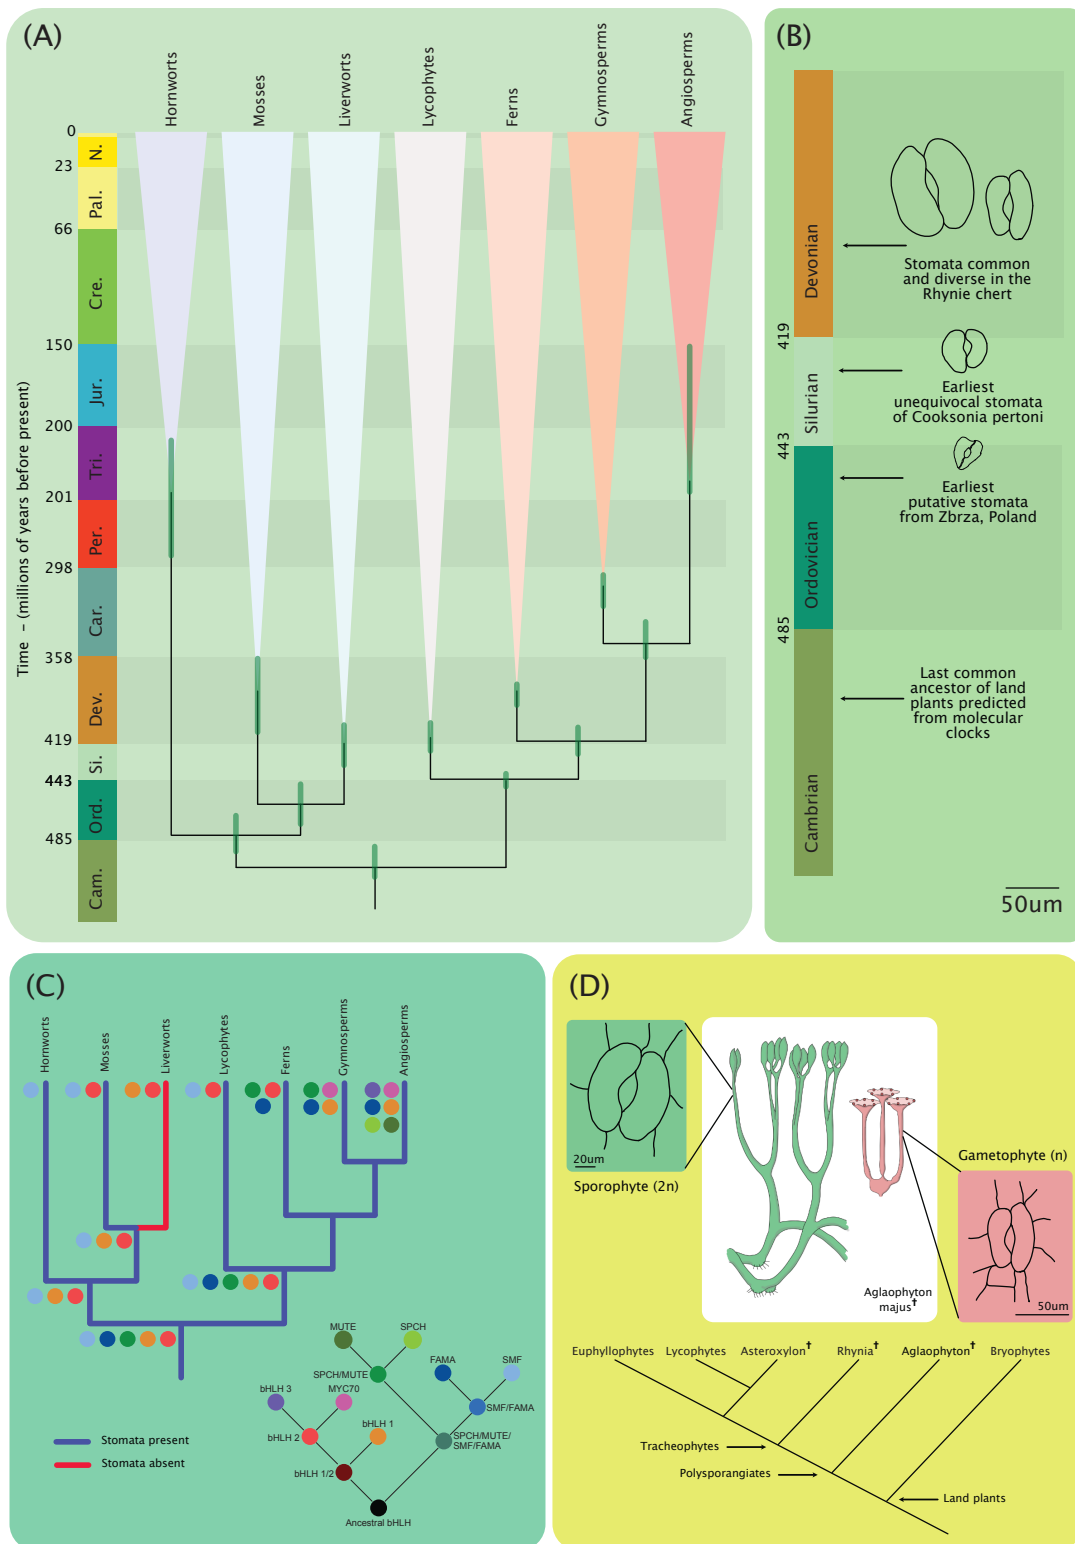 (A)
Hornworts
Mosses
Liverworts
Lycophytes
Ferns
Gymnosperms
Angiosperms
Time - (millions of years before present)
0
N.
23
Pal.
66
Cre.
150
Jur.
200
Tri.
201
Per.
298
Car.
358
Dev.
419
Si.
443
Ord.
485
Cam.
(B)
Devonian
419
Silurian
443
Ordovician
485
Cambrian
Stomata common
and diverse in the
Rhynie chert
Earliest
unequivocal stomata
of Cooksonia pertoni
Earliest
putative stomata
from Zbrza, Poland
Last common
ancestor of land
plants predicted
from molecular
clocks
50um
(C)
Hornworts
Mosses
Liverworts
Lycophytes
Ferns
Gymnosperms
Angiosperms
MUTE
SPCH
SPCH/MUTE
FAMA
SMF
bHLH 3
MYC70
SMF/FAMA
bHLH 2
bHLH 1
SPCH/MUTE/
SMF/FAMA
bHLH 1/2
Ancestral bHLH
Stomata present
Stomata absent
(D)
20um
Sporophyte (2n)
Gametophyte (n)
50um
Aglaophyton
majus†
Euphyllophytes
Lycophytes
Asteroxylon†
Rhynia†
Aglaophyton†
Bryophytes
Tracheophytes
Polysporangiates
Land plants